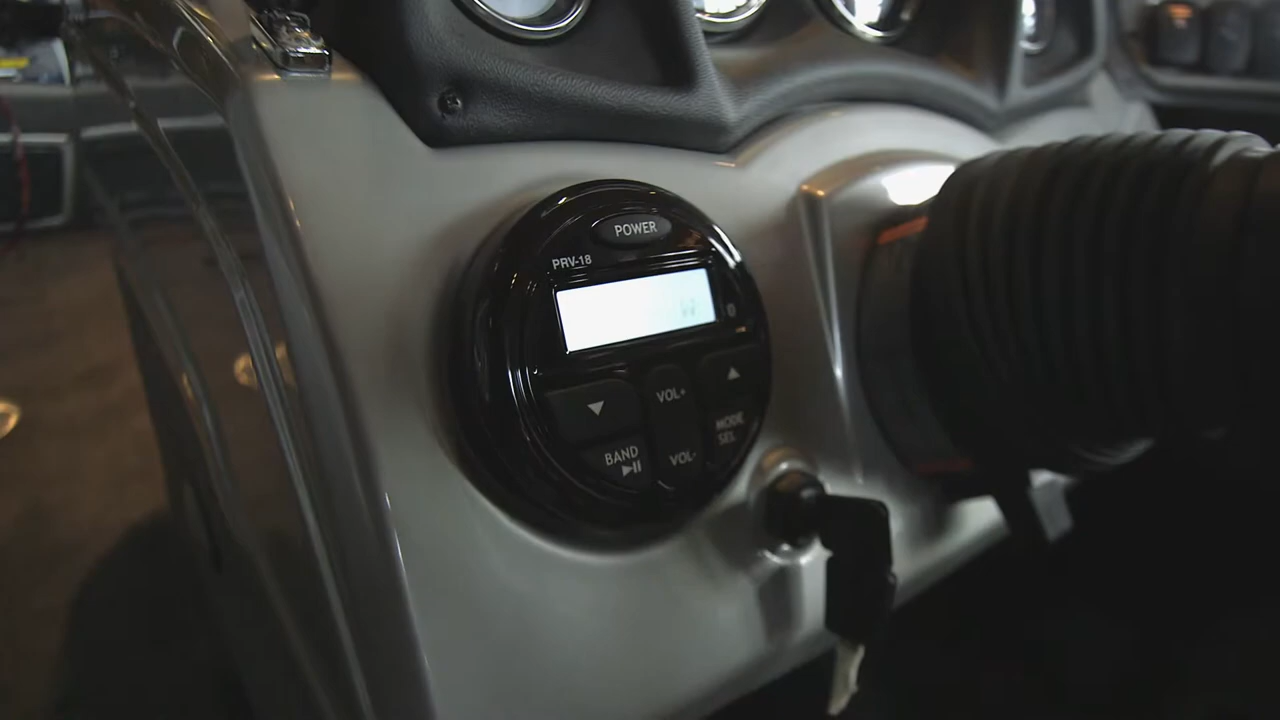 POWER
PRV-18
VOL+
MODE
SEL
BAND
VOL-